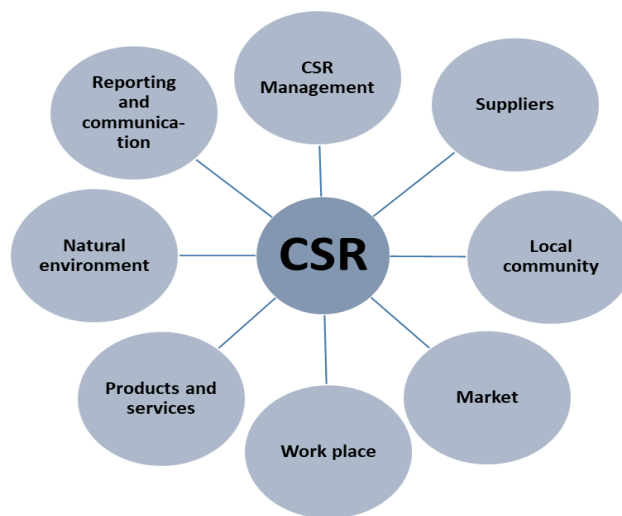 CSR
Management
Suppliers
Local
community
Market
Work place
Products and
services
Natural
environment
Reporting
and
communica-
tion
CSR